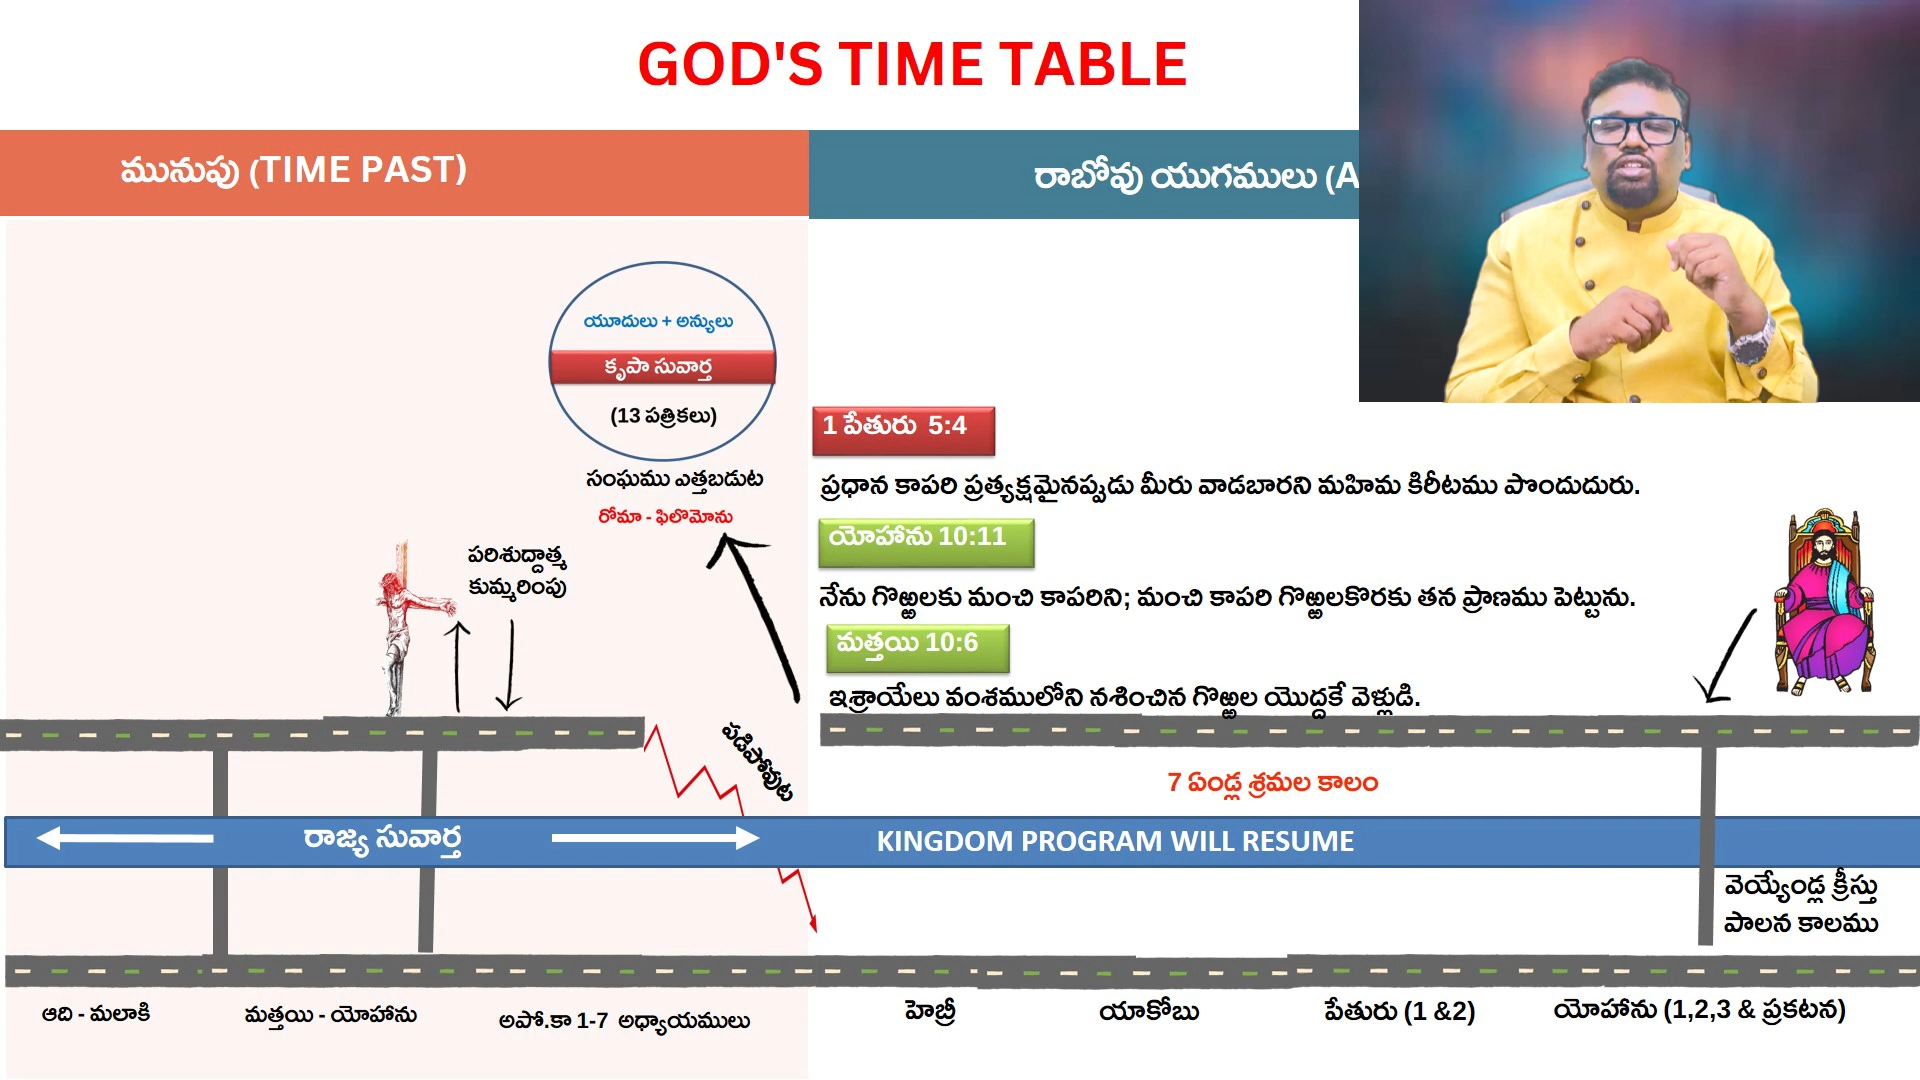 GOD'S TIME TABLE
మునుపు (TIME PAST)
రాబోవు యుగములు (A
యూదులు + అన్యులు
కృపా సువార్త
(13 పత్రికలు)
సంఘము ఎత్తబడుట
రోమా - ఫిలొమోను
పరిశుద్దాత్మ
కుమ్మరింపు
1 పేతురు 5:4
ప్రధాన కాపరి ప్రత్యక్షమైనప్పుడు మీరు వాడబారని మహిమ కిరీటము పొందుదురు.
యోహాను 10:11
నేను గొఱ్ఱలకు మంచి కాపరిని; మంచి కాపరి గొఱ్ఱలకొరకు తన ప్రాణము పెట్టును.
మత్తయి 10:6
ఇశ్రాయేలు వంశములోని నశించిన గొఱ్ఱల యొద్దకే వెళ్లుడి.
పడిపోవుట
7 ఏండ్ల శ్రమల కాలం
రాజ్య సువార్త
KINGDOM PROGRAM WILL RESUME
వెయ్యేండ్ల క్రీస్తు
పాలన కాలము
ఆది - మలాకి
మత్తయి - యోహాను
అపో.కా 1-7 అధ్యాయములు
హెబ్రీ
యాకోబు
పేతురు (1 &2)
యోహాను (1,2,3 & ప్రకటన)